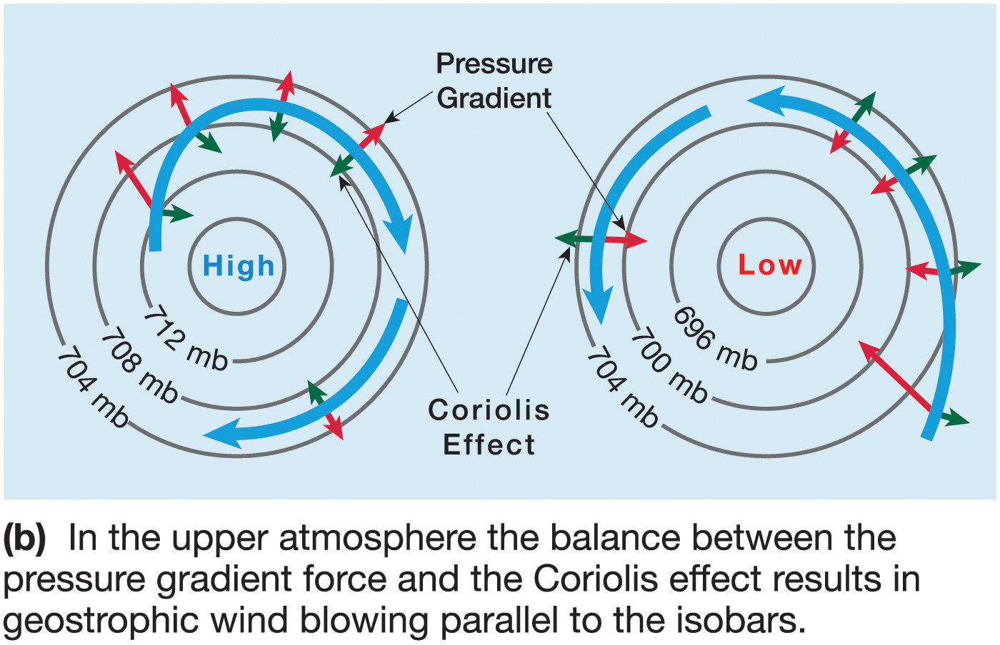 Pressure
Gradient
High
Low
712 mb
708 mb
704 mb
696 mb
700 mb
704 mb
Coriolis
Effect
(b) In the upper atmosphere the balance between the
pressure gradient force and the Coriolis effect results in
geostrophic wind blowing parallel to the isobars.